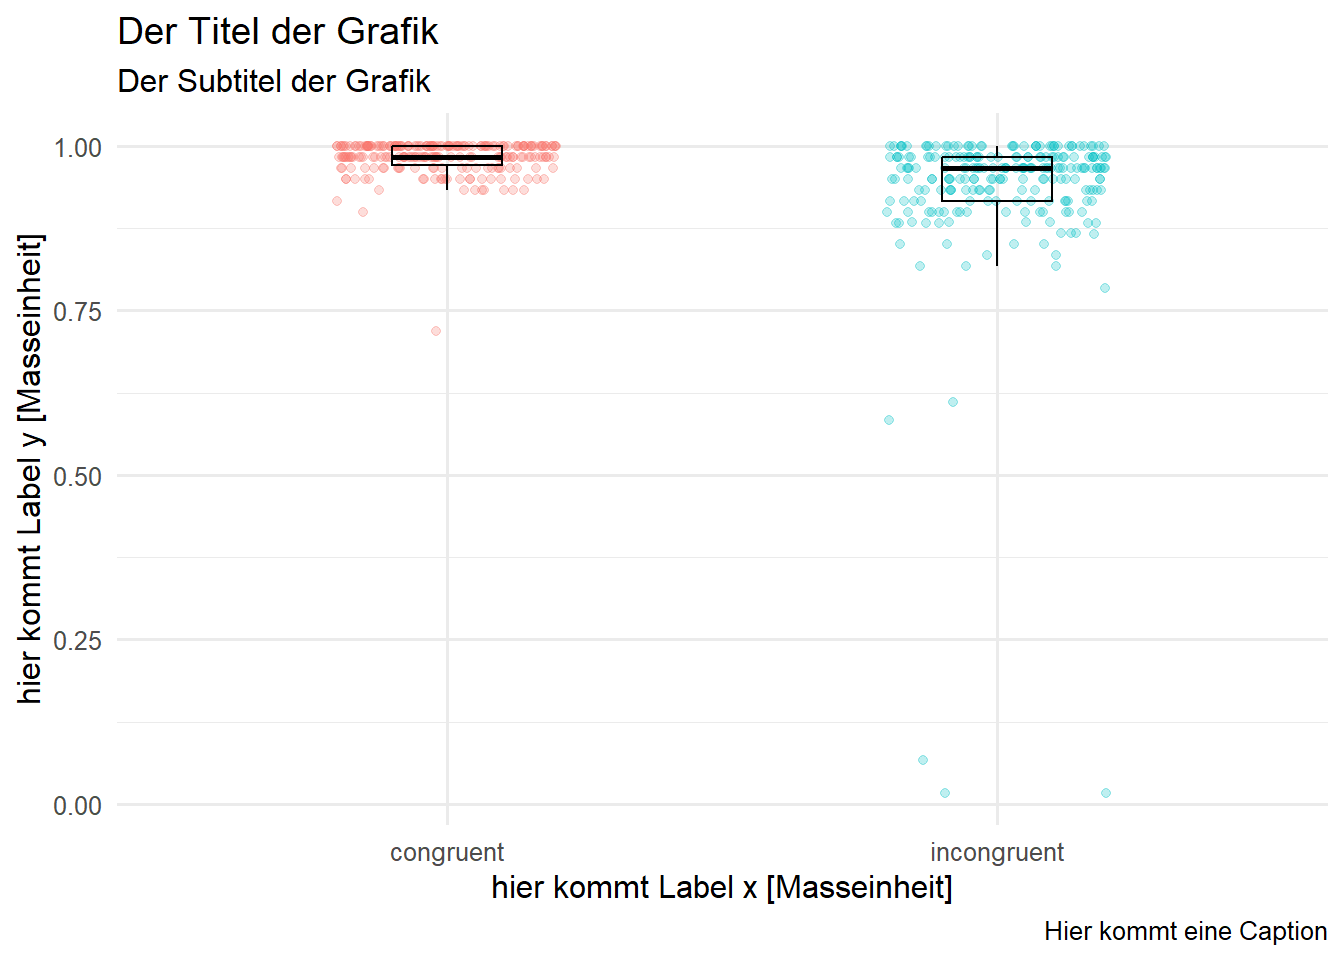 Der Titel der Grafik
Der Subtitel der Grafik
hier kommt Label y [Masseinheit]
1.00
0.75
0.50
0.25
0.00
congruent
incongruent
hier kommt Label x [Masseinheit]
Hier kommt eine Caption